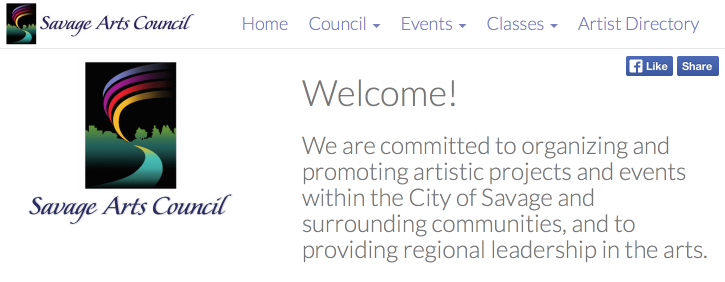 Savage Arts Council Home Council Events Classes Artist Directory
Like Share
Savage Arts Council
Welcome!
We are committed to organizing and
promoting artistic projects and events
within the City of Savage and
surrounding communities, and to
providing regional leadership in the arts.